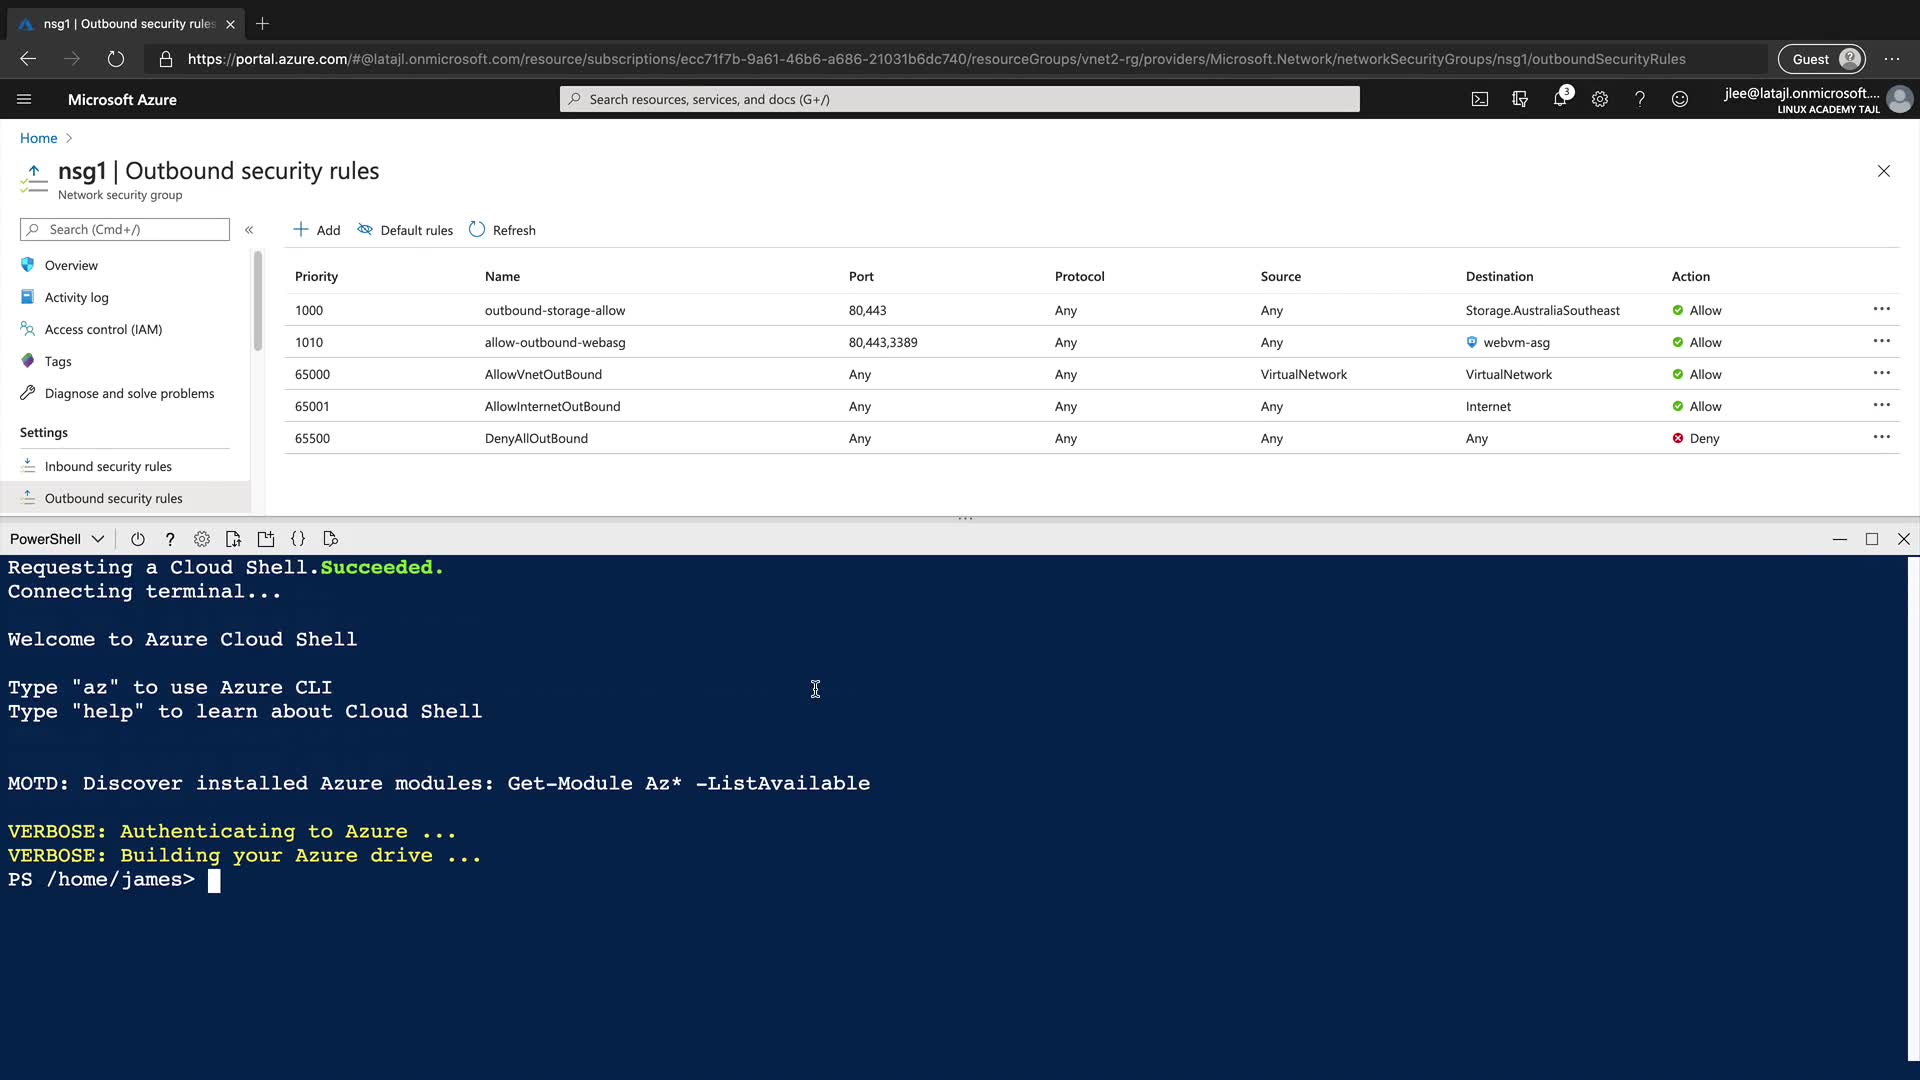 nsg1 | Outbound security rules
https://portal.azure.com/#@latajl.onmicrosoft.com/resource/subscriptions/ecc71f7b-9a61-46b6-a686-21031b6dc740/resourceGroups/vnet2-rg/providers/Microsoft.Network/networkSecurityGroups/nsg1/outboundSecurityRules
Guest
Microsoft Azure
Search resources, services, and docs (G+/)
3
jlee@latajl.onmicrosoft....
LINUX ACADEMY TAJL
Home
nsg1 | Outbound security rules
Network security group
Search (Cmd+/)
Add
Default rules
Refresh
Overview
Activity log
Access control (IAM)
Tags
Diagnose and solve problems
Settings
Inbound security rules
Outbound security rules
Priority Name Port Protocol Source Destination Action
1000 outbound-storage-allow 80,443 Any Any Storage.AustraliaSoutheast Allow
1010 allow-outbound-webasg 80,443,3389 Any Any webvm-asg Allow
65000 AllowVnetOutBound Any Any VirtualNetwork VirtualNetwork Allow
65001 AllowInternetOutBound Any Any Any Internet Allow
65500 DenyAllOutBound Any Any Any Any Deny
PowerShell
Requesting a Cloud Shell.Succeeded.
Connecting terminal...
Welcome to Azure Cloud Shell
Type "az" to use Azure CLI
Type "help" to learn about Cloud Shell
MOTD: Discover installed Azure modules: Get-Module Az* -ListAvailable
VERBOSE: Authenticating to Azure ...
VERBOSE: Building your Azure drive ...
PS /home/james>